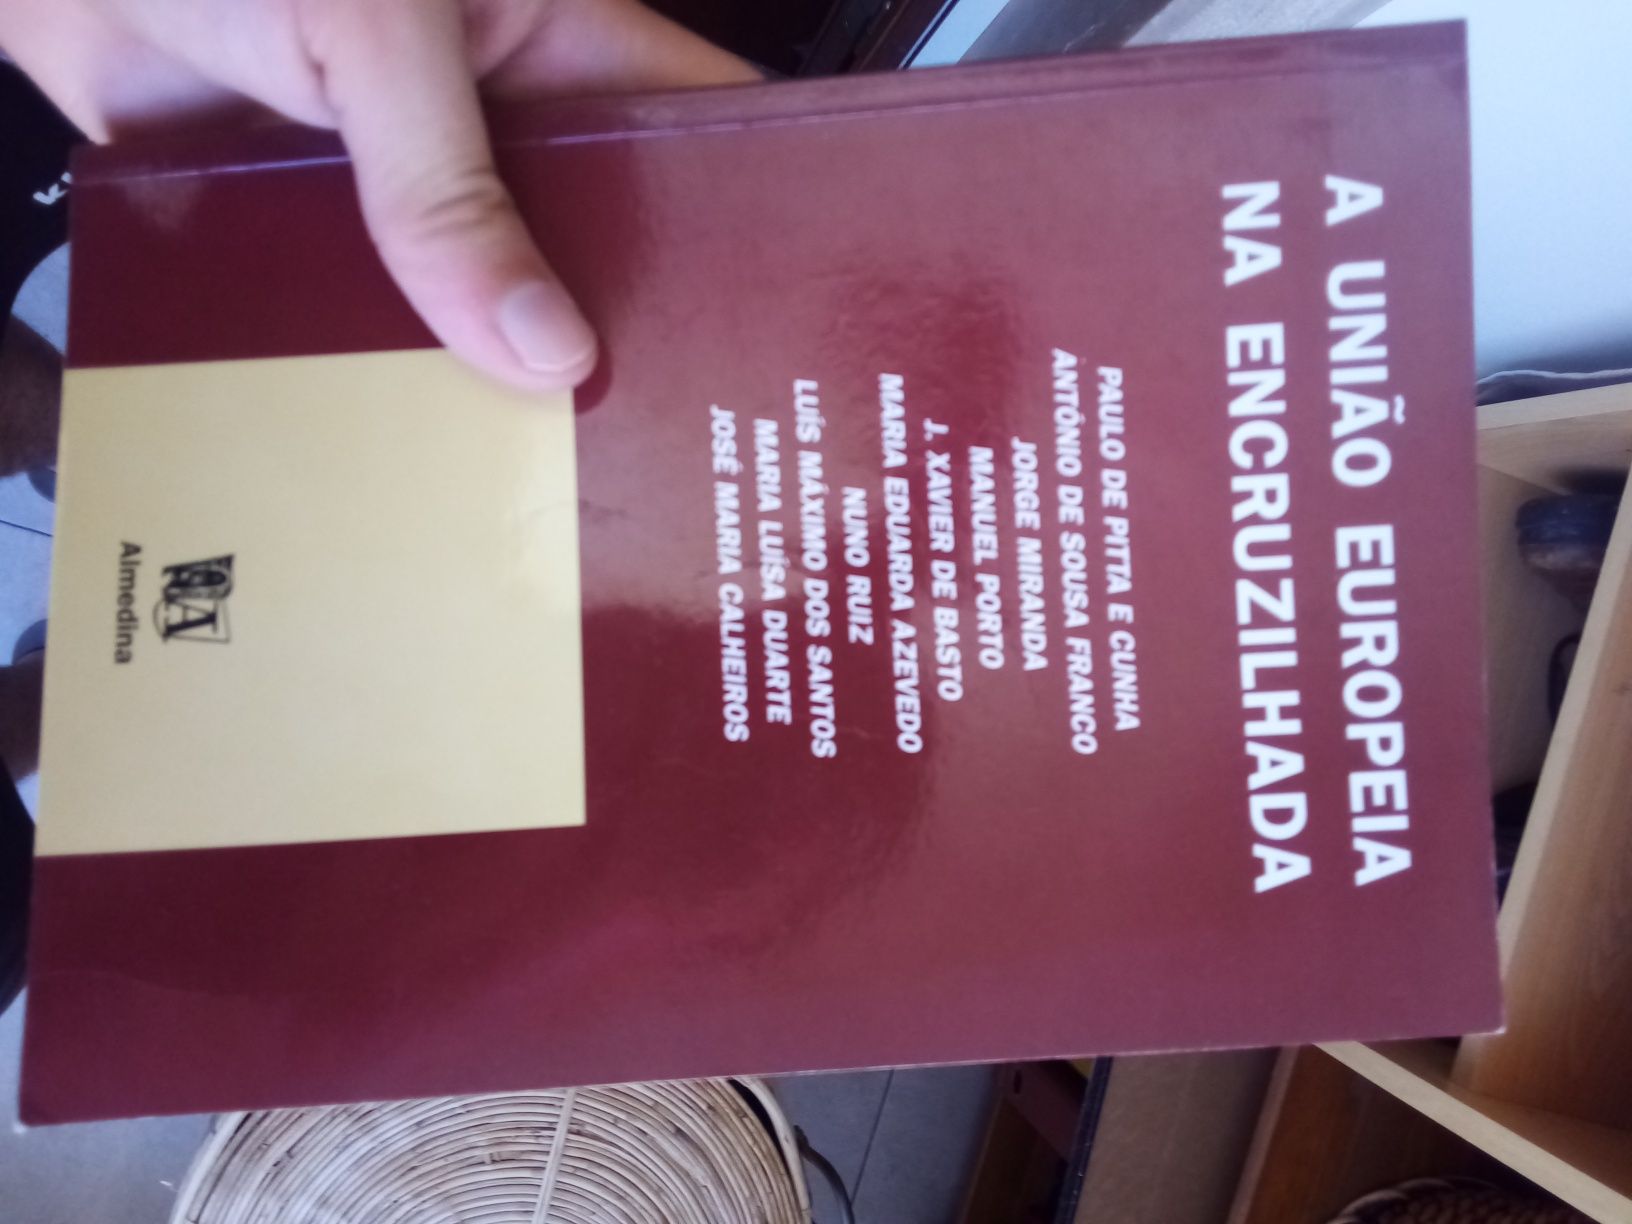 A UNIÃO EUROPEIA
NA ENCRUZILHADA
PAULO DE PITTA E CUNHA
ANTÓNIO DE SOUSA FRANCO
JORGE MIRANDA
MANUEL PORTO
J. XAVIER DE BASTO
MARIA EDUARDA AZEVEDO
NUNO RUIZ
LUÍS MÁXIMO DOS SANTOS
MARIA LUÍSA DUARTE
JOSÉ MARIA CALHEIROS
Almedina